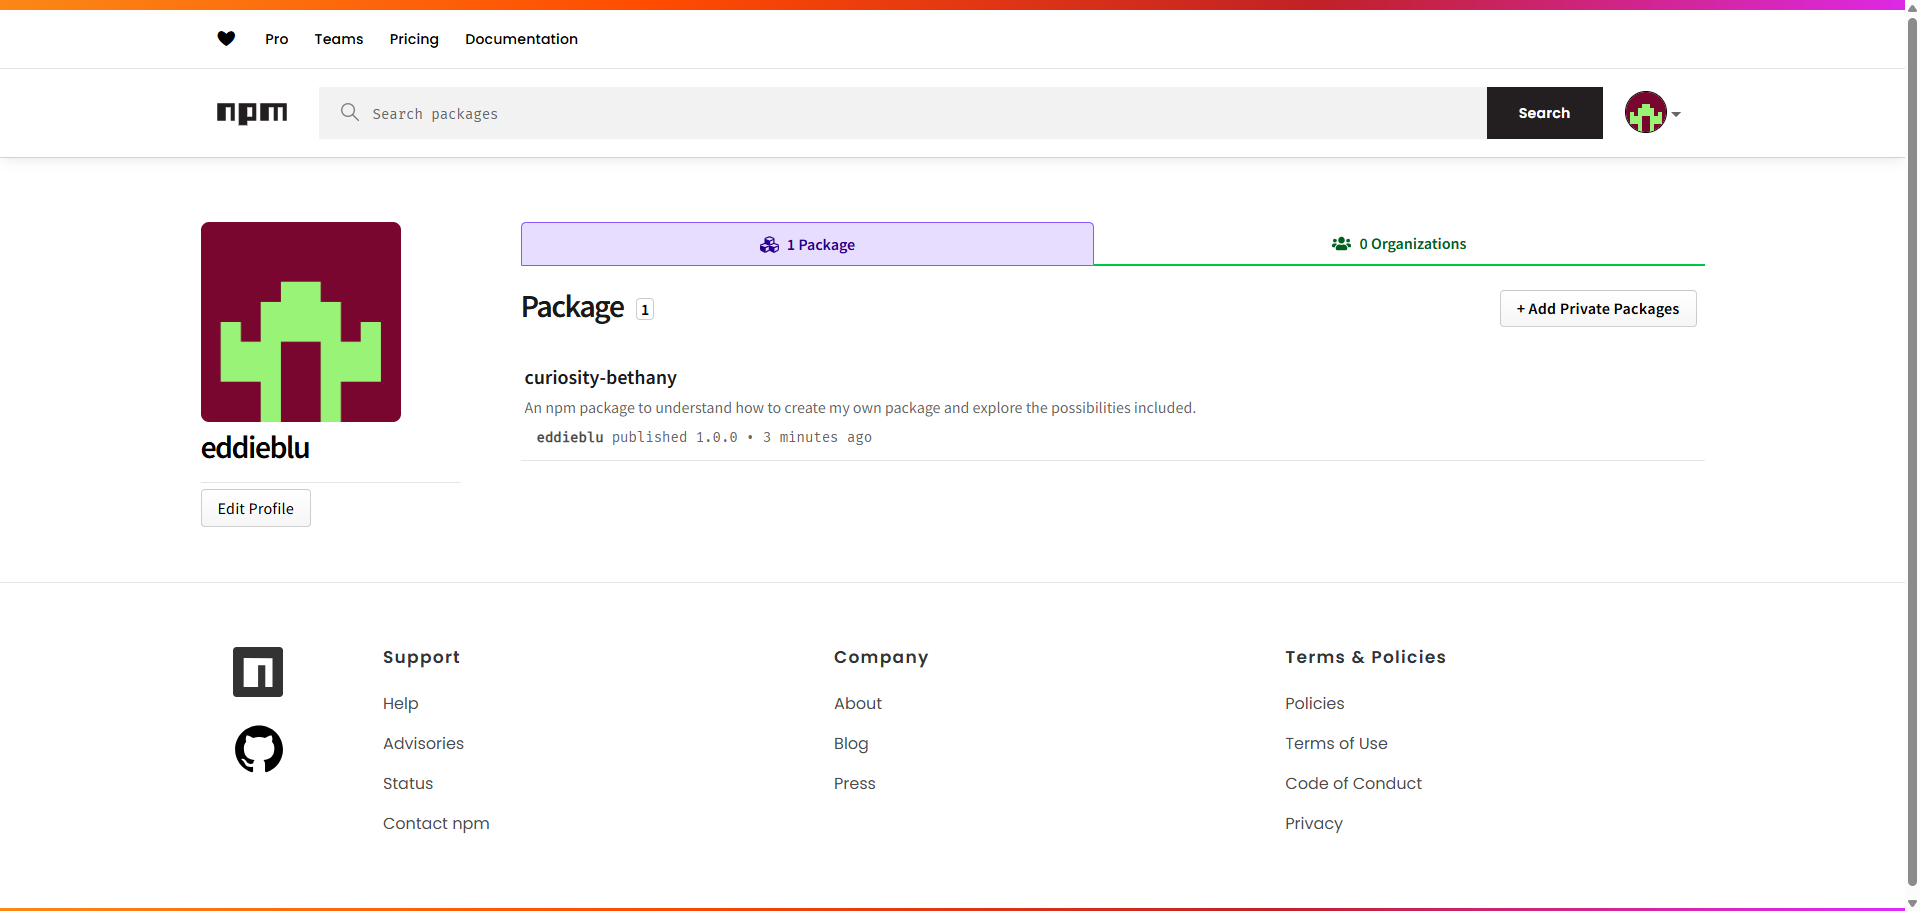 Pro Teams Pricing Documentation
npm
Search packages
Search
1 Package
0 Organizations
Package 1
+ Add Private Packages
curiosity-bethany
An npm package to understand how to create my own package and explore the possibilities included.
eddieblu published 1.0.0 • 3 minutes ago
eddieblu
Edit Profile
Support
Help
Advisories
Status
Contact npm
Company
About
Blog
Press
Terms & Policies
Policies
Terms of Use
Code of Conduct
Privacy